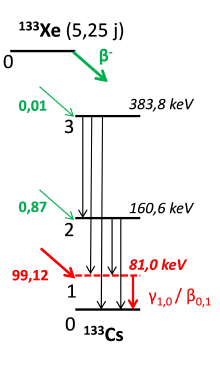 133Xe (5,25 j)
0
β-
0,01
383,8 keV
3
0,87
160,6 keV
2
99,12
81,0 keV
1
γ1,0 / β0,1
0
133Cs